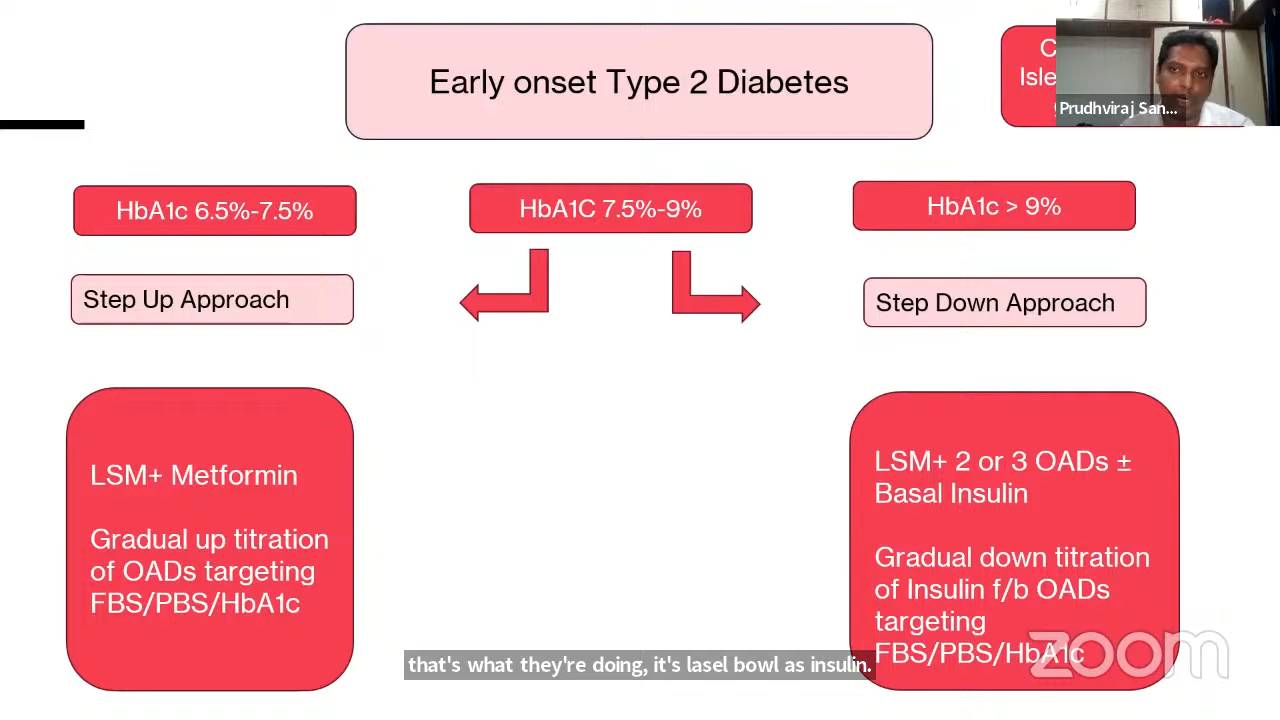 Early onset Type 2 Diabetes
Prudhviraj San...
HbA1c 6.5%-7.5%
HbA1C 7.5%-9%
HbA1c > 9%
Step Up Approach
Step Down Approach
LSM+ Metformin
Gradual up titration
of OADs targeting
FBS/PBS/HbA1c
LSM+ 2 or 3 OADs ±
Basal Insulin
Gradual down titration
of Insulin f/b OADs
targeting
FBS/PBS/HbA1c
zoom
that's what they're doing, it's lasel bowl as insulin.